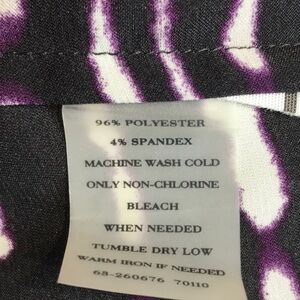 96% POLYESTER
4% SPANDEX
MACHINE WASH COLD
ONLY NON-CHLORINE
BLEACH
WHEN NEEDED
TUMBLE DRY LOW
WARM IRON IF NEEDED
68-260676 70110